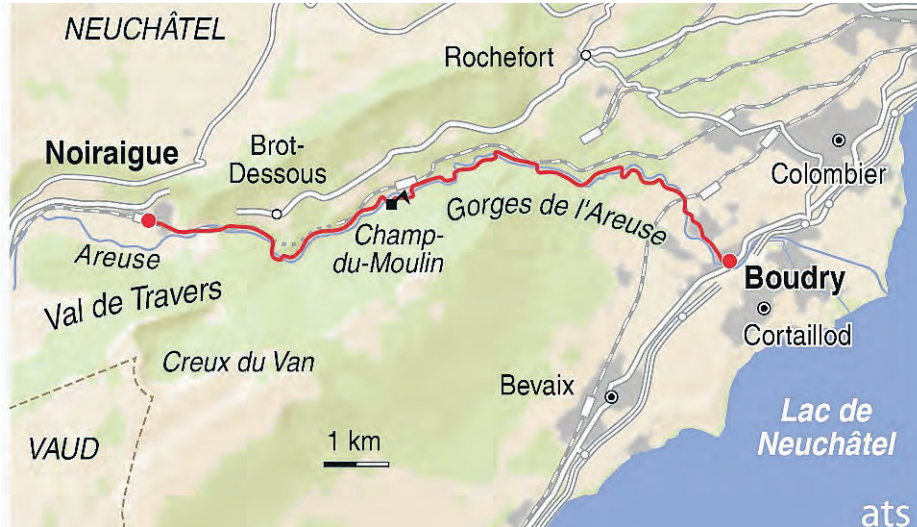 NEUCHÂTEL
Rochefort
Noiraigue
Brot-
Dessous
Colombier
Gorges de l'Areuse
Champ-
du-Moulin
Areuse
Boudry
Val de Travers
Cortaillod
Creux du Van
Bevaix
Lac de
Neuchâtel
VAUD
1 km
ats